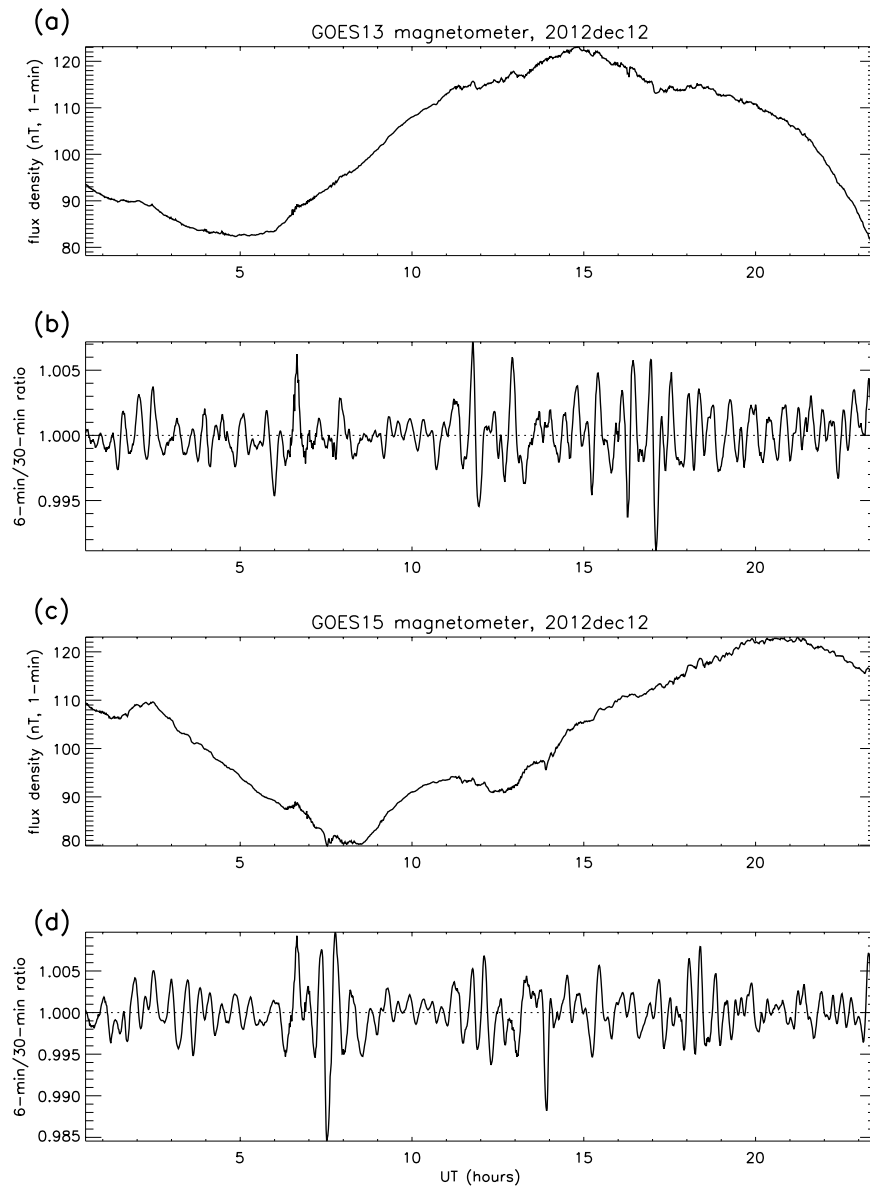 (a)
GOES13 magnetometer, 2012dec12
flux density (nT, 1−min)
120
110
100
90
80
5 10 15 20
(b)
6−min/30−min ratio
1.005
1.000
0.995
5 10 15 20
(c)
GOES15 magnetometer, 2012dec12
flux density (nT, 1−min)
120
110
100
90
80
5 10 15 20
(d)
6−min/30−min ratio
1.005
1.000
0.995
0.990
0.985
5 10 15 20
UT (hours)